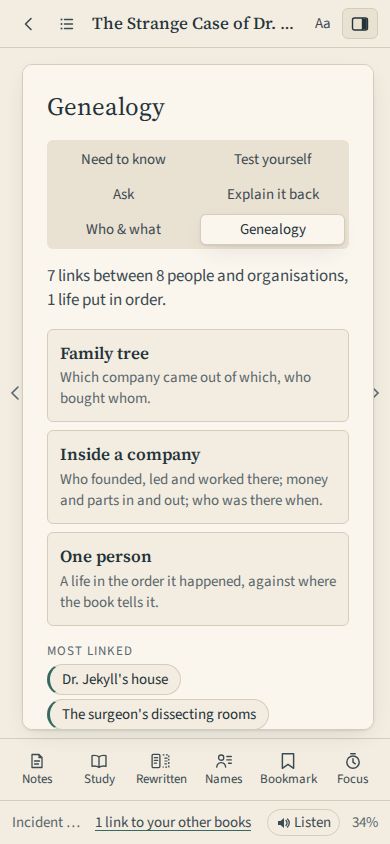 The Strange Case of Dr. ...
Aa
Genealogy
Need to know
Test yourself
Ask
Explain it back
Who & what
Genealogy
7 links between 8 people and organisations,
1 life put in order.
Family tree
Which company came out of which, who
bought whom.
Inside a company
Who founded, led and worked there; money
and parts in and out; who was there when.
One person
A life in the order it happened, against where
the book tells it.
MOST LINKED
Dr. Jekyll's house
The surgeon's dissecting rooms
Notes
Study
Rewritten
Names
Bookmark
Focus
Incident ...
1 link to your other books
Listen
34%